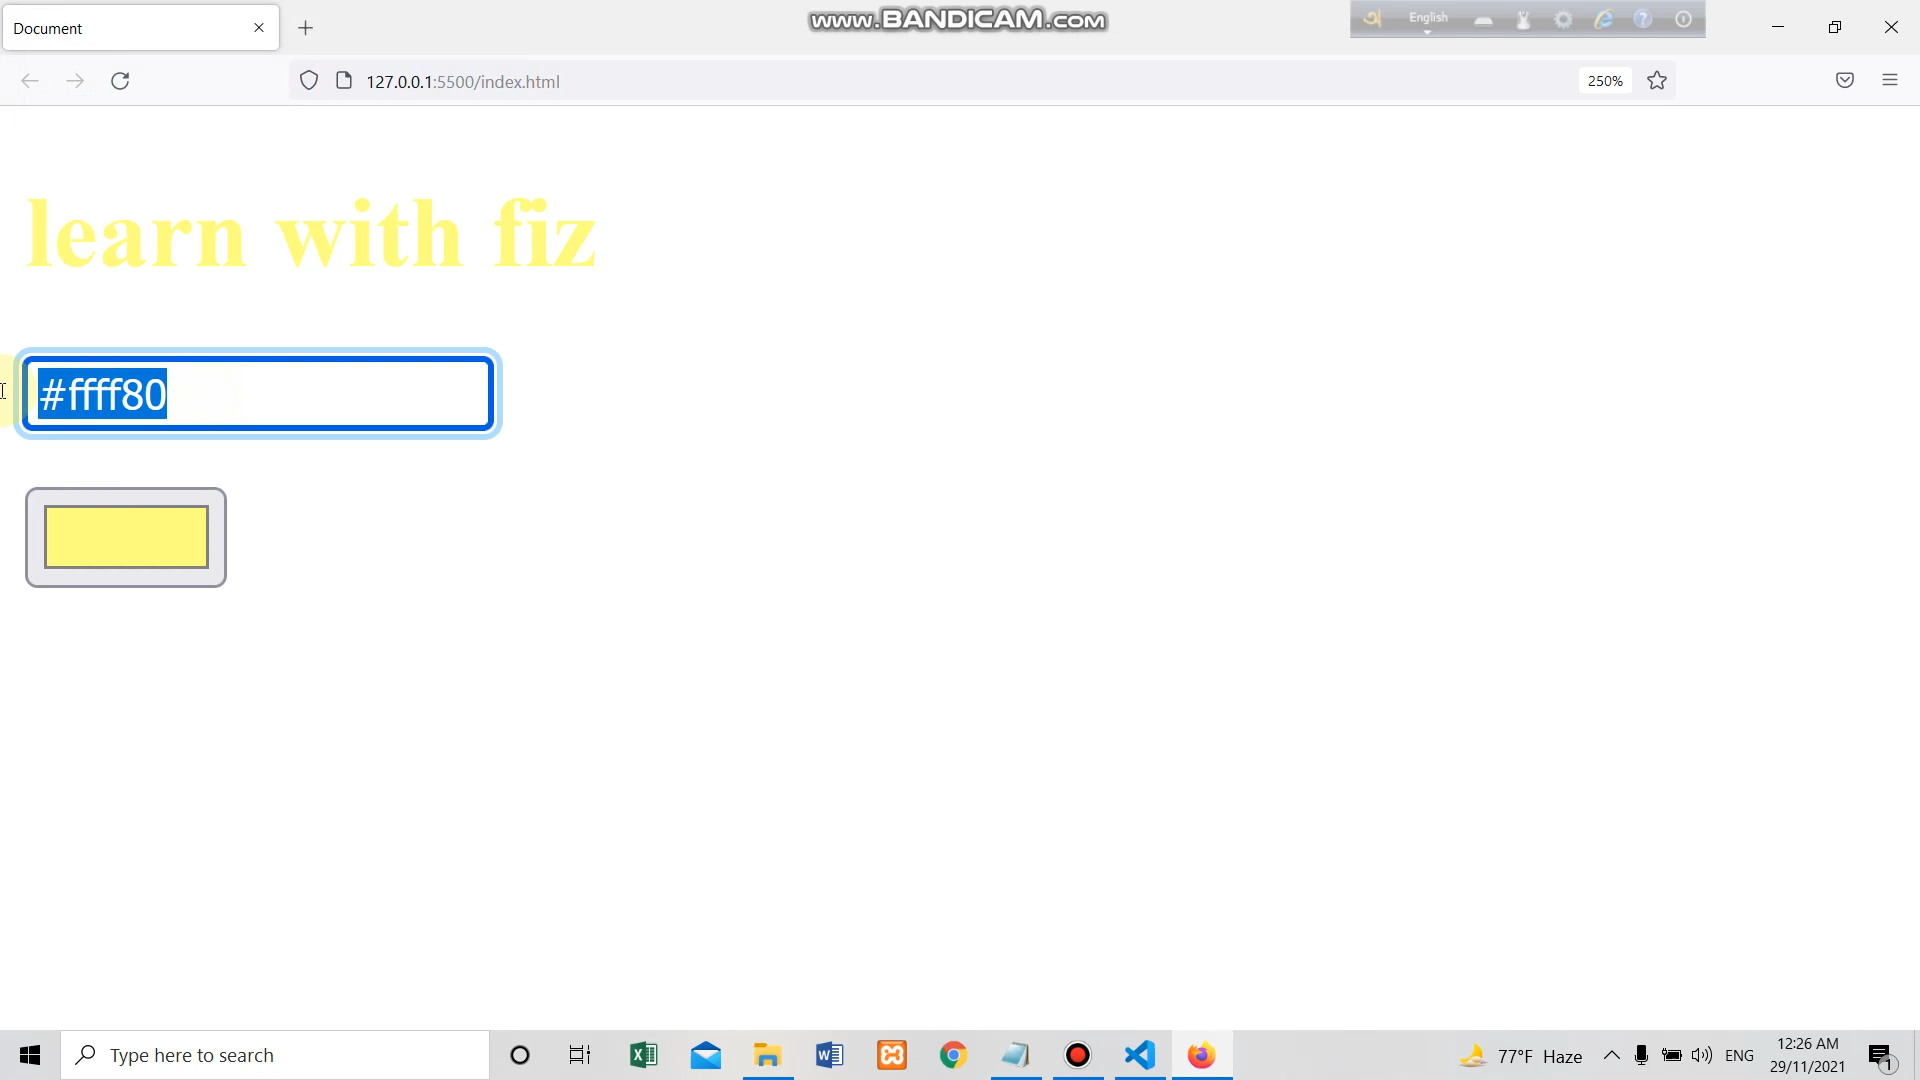 Document
www.BANDICAM.com
English
127.0.0.1:5500/index.html
250%
learn with fiz
#ffff80
Type here to search
77°F Haze
ENG
12:26 AM
29/11/2021
1